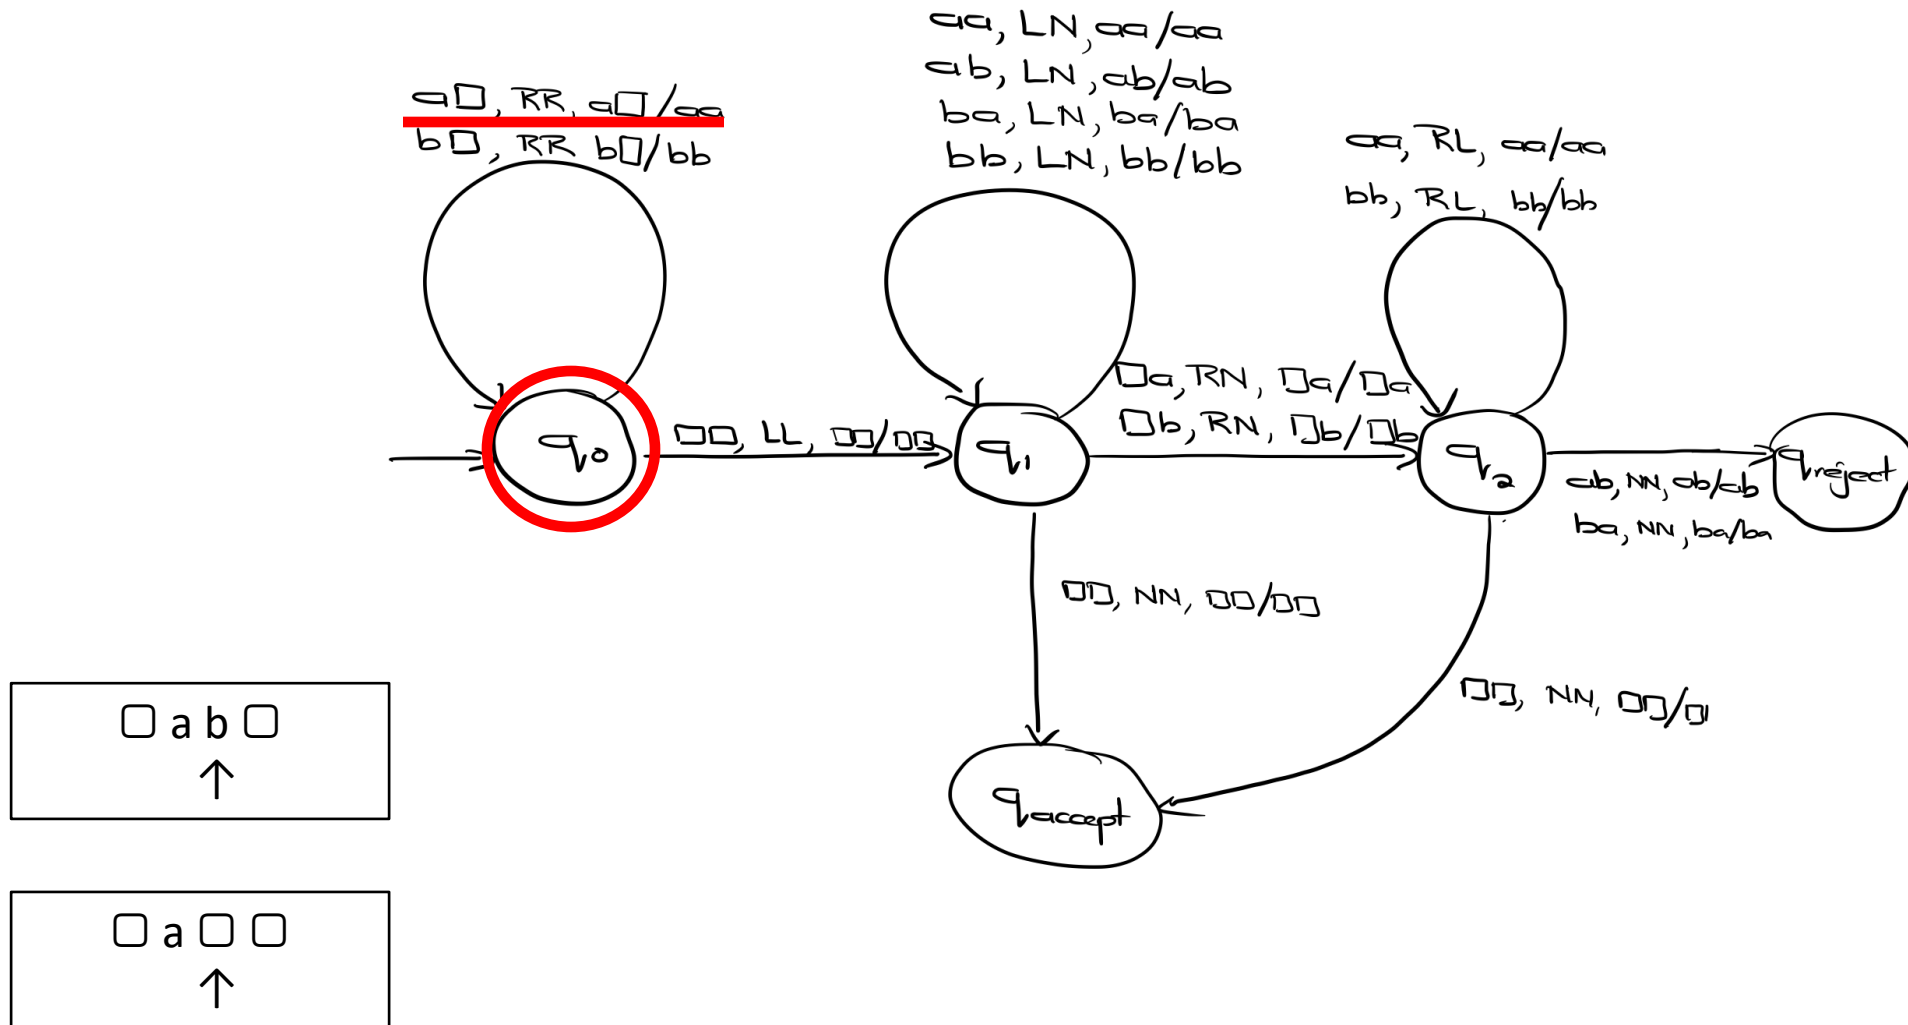 aa, LN, aa/aa
ab, LN, ab/ab
ba, LN, ba/ba
bb, LN, bb/bb
a□, RR, a□/aa
b□, RR b□/bb
aa, RL, aa/aa
bb, RL, bb/bb
□a, RN, □a/□a
□b, RN, □b/□b
q0
□□, LL, □□/□□
q1
q2
qreject
ab, NN, ab/ab
ba, NN, ba/ba
□□, NN, □□/□□
□□, NN, □□/□
qaccept
□ a b □
↑
□ a □ □
↑